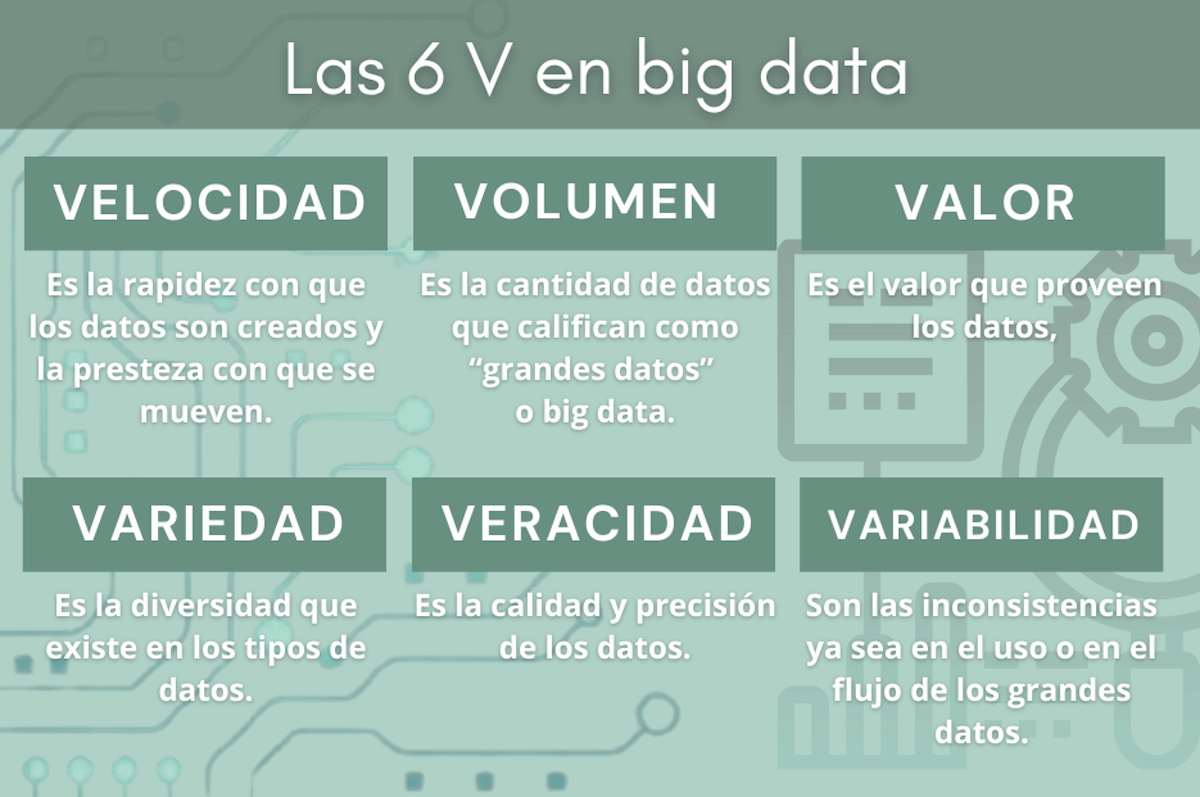 Las 6 V en big data
VELOCIDAD
Es la rapidez con que
los datos son creados y
la presteza con que se
mueven.
VOLUMEN
Es la cantidad de datos
que califican como
“grandes datos”
o big data.
VALOR
Es el valor que proveen
los datos,
VARIEDAD
Es la diversidad que
existe en los tipos de
datos.
VERACIDAD
Es la calidad y precisión
de los datos.
VARIABILIDAD
Son las inconsistencias
ya sea en el uso o en el
flujo de los grandes
datos.